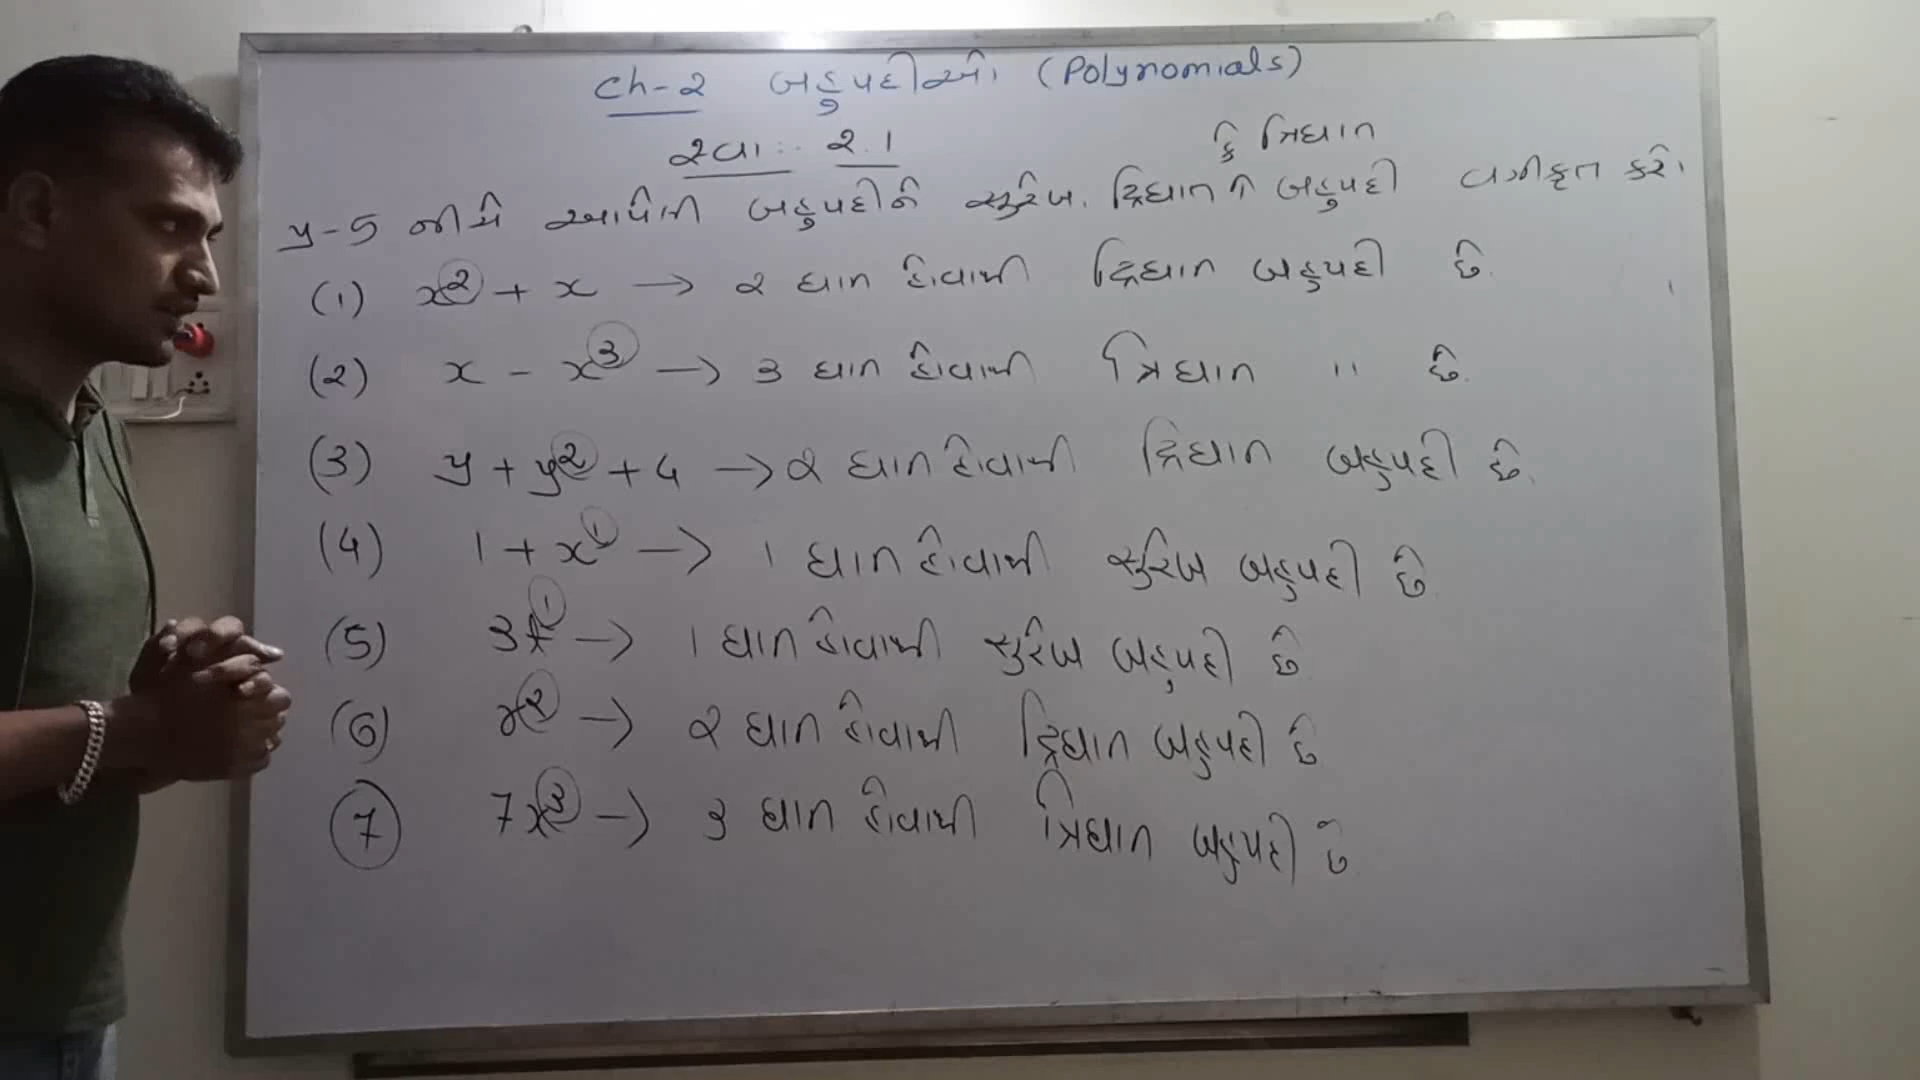 Ch-2 બહુપદીઓ (Polynomials)
સ્વા:- 2.1
કે ત્રિઘાત
પ્ર-5 નીચે આપેલી બહુપદીને સુરેખ, દ્વિઘાત બહુપદી વર્ગીકૃત કરો
(1) x² + x → 2 ઘાત હોવાથી દ્વિઘાત બહુપદી છે.
(2) x - x³ → 3 ઘાત હોવાથી ત્રિઘાત " છે.
(3) y + y² + 4 → 2 ઘાત હોવાથી દ્વિઘાત બહુપદી છે.
(4) 1 + x¹ → 1 ઘાત હોવાથી સુરેખ બહુપદી છે
(5) 3t¹ → 1 ઘાત હોવાથી સુરેખ બહુપદી છે
(6) r² → 2 ઘાત હોવાથી દ્વિઘાત બહુપદી છે
(7) 7x³ → 3 ઘાત હોવાથી ત્રિઘાત બહુપદી છે